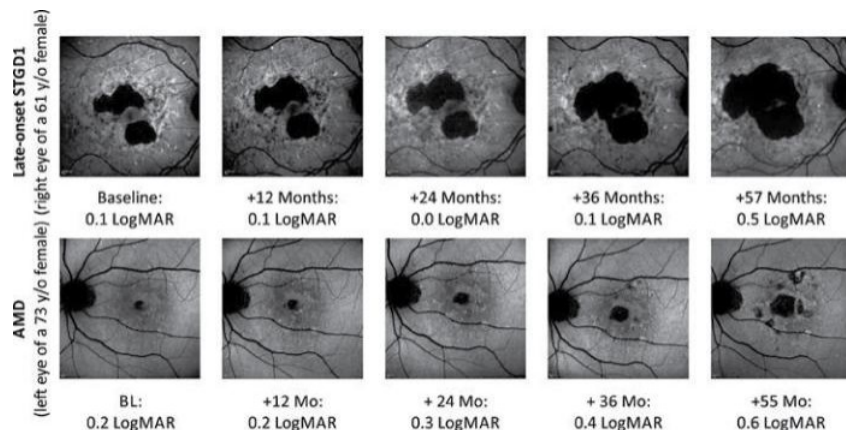 Late-onset STGD1
(right eye of a 61 y/o female)
Baseline:
0.1 LogMAR
+12 Months:
0.1 LogMAR
+24 Months:
0.0 LogMAR
+36 Months:
0.1 LogMAR
+57 Months:
0.5 LogMAR
AMD
(left eye of a 73 y/o female)
BL:
0.2 LogMAR
+12 Mo:
0.2 LogMAR
+ 24 Mo:
0.3 LogMAR
+ 36 Mo:
0.4 LogMAR
+55 Mo:
0.6 LogMAR